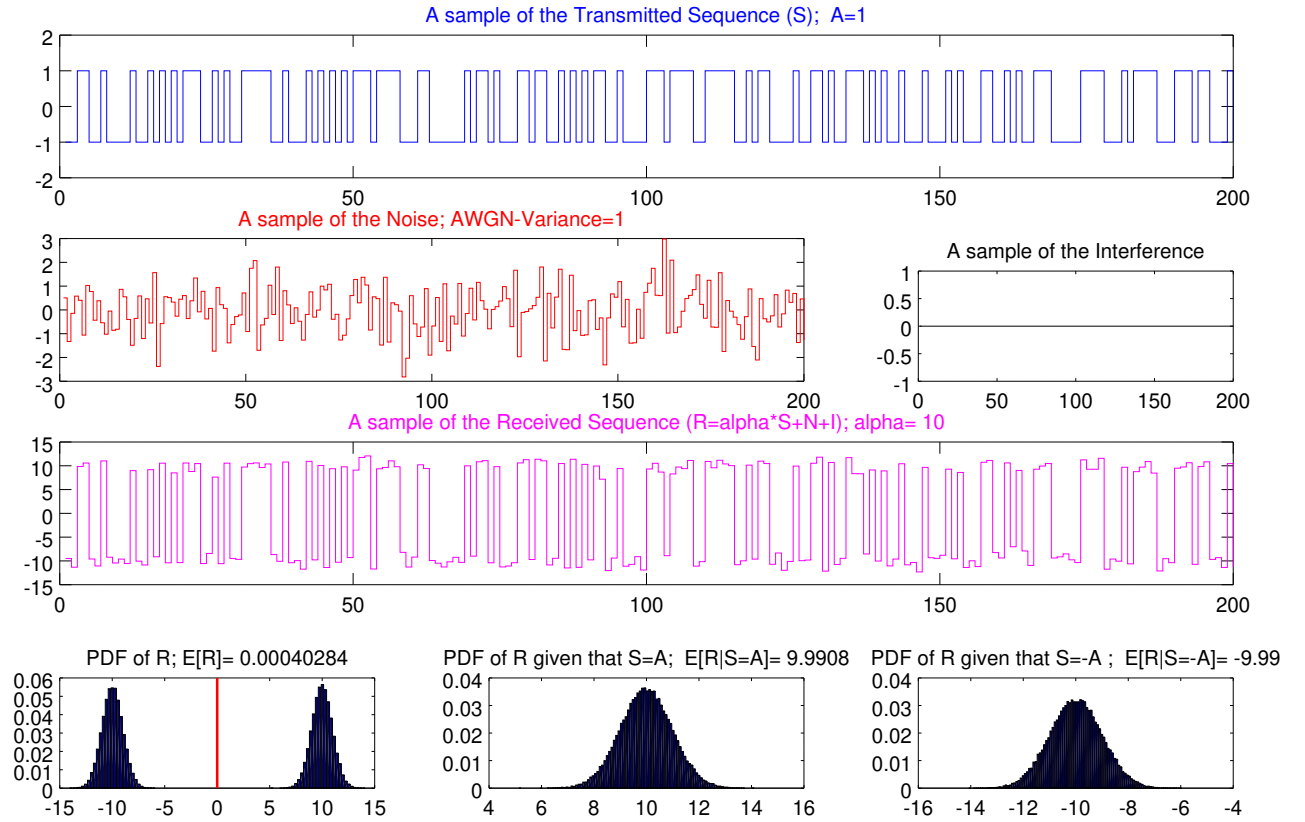 A sample of the Transmitted Sequence (S);  A=1
2
1
0
-1
-2
0 50 100 150 200
A sample of the Noise; AWGN-Variance=1
3
2
1
0
-1
-2
-3
0 50 100 150 200
A sample of the Interference
1
0.5
0
-0.5
-1
0 50 100 150 200
A sample of the Received Sequence (R=alpha*S+N+I); alpha= 10
15
10
5
0
-5
-10
-15
0 50 100 150 200
PDF of R; E[R]= 0.00040284
0.06
0.05
0.04
0.03
0.02
0.01
0
-15 -10 -5 0 5 10 15
PDF of R given that S=A;  E[R|S=A]= 9.9908
0.04
0.03
0.02
0.01
0
4 6 8 10 12 14 16
PDF of R given that S=-A ;  E[R|S=-A]= -9.99
0.04
0.03
0.02
0.01
0
-16 -14 -12 -10 -8 -6 -4